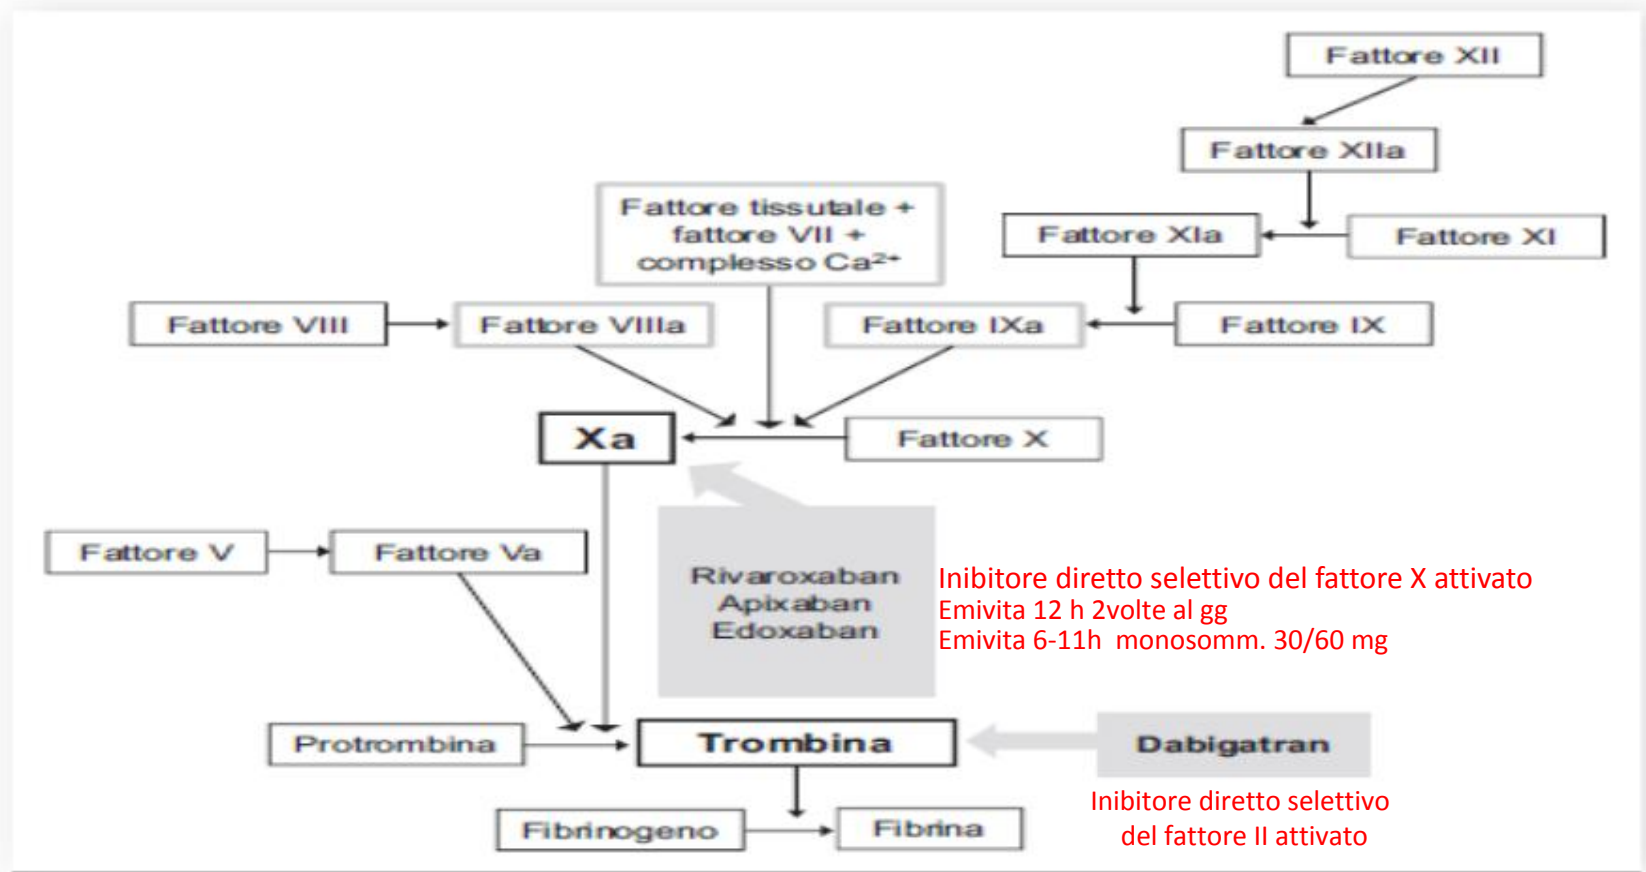 Fattore XII
Fattore XIIa
Fattore tissutale +
fattore VII +
complesso Ca²⁺
Fattore XIa
Fattore XI
Fattore VIII
Fattore VIIIa
Fattore IXa
Fattore IX
Xa
Fattore X
Fattore V
Fattore Va
Rivaroxaban
Apixaban
Edoxaban
Inibitore diretto selettivo del fattore X attivato
Emivita 12 h 2volte al gg
Emivita 6-11h monosomm. 30/60 mg
Protrombina
Trombina
Dabigatran
Inibitore diretto selettivo
del fattore II attivato
Fibrinogeno
Fibrina